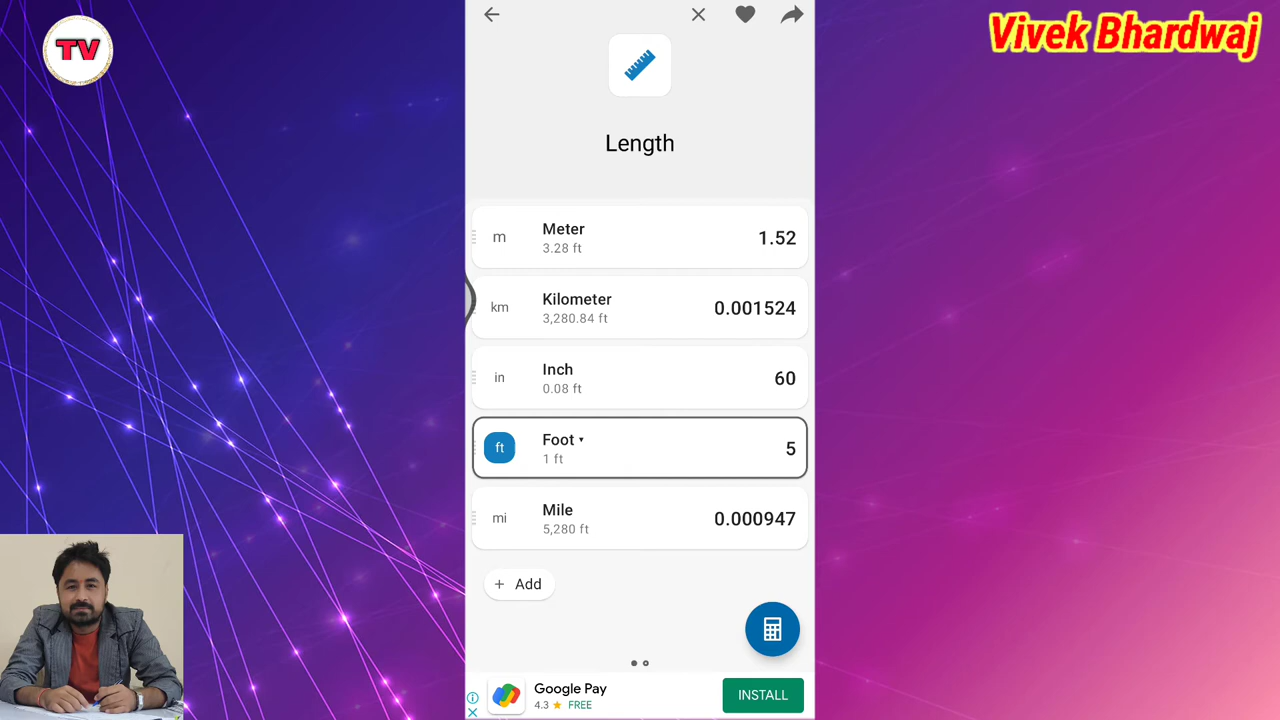 TV
Vivek Bhardwaj
Length
m Meter 1.52
3.28 ft
km Kilometer 0.001524
3,280.84 ft
in Inch 60
0.08 ft
ft Foot ▾ 5
1 ft
mi Mile 0.000947
5,280 ft
+ Add
Google Pay
4.3 ★ FREE
INSTALL